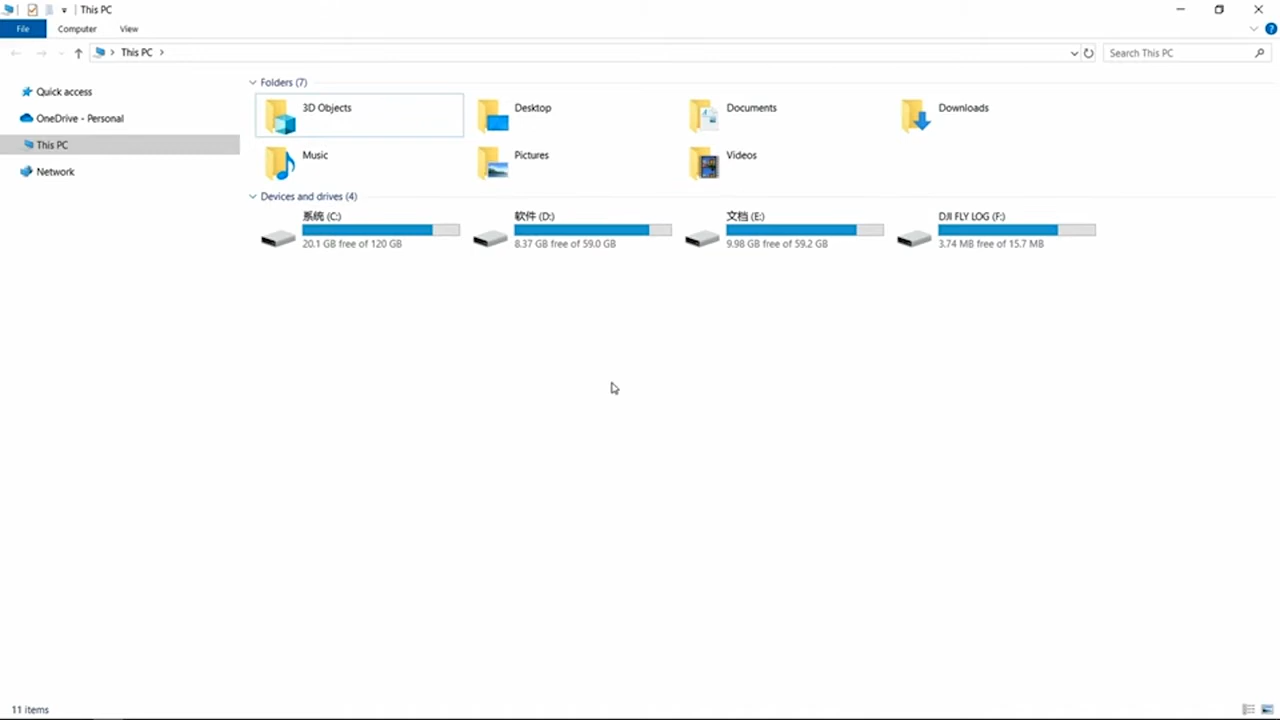 This PC
File Computer View
This PC
Search This PC
Quick access
OneDrive - Personal
This PC
Network
Folders (7)
3D Objects
Desktop
Documents
Downloads
Music
Pictures
Videos
Devices and drives (4)
系统 (C:)
20.1 GB free of 120 GB
软件 (D:)
8.37 GB free of 59.0 GB
文档 (E:)
9.98 GB free of 59.2 GB
DJI FLY LOG (F:)
3.74 MB free of 15.7 MB
11 items